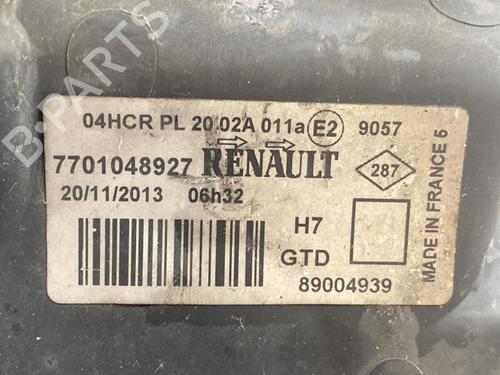 04HCR PL 20 02A 011a E2 9057
7701048927 RENAULT
287
20/11/2013 06h32
H7
GTD
89004939
MADE IN FRANCE 5
B-PARTS